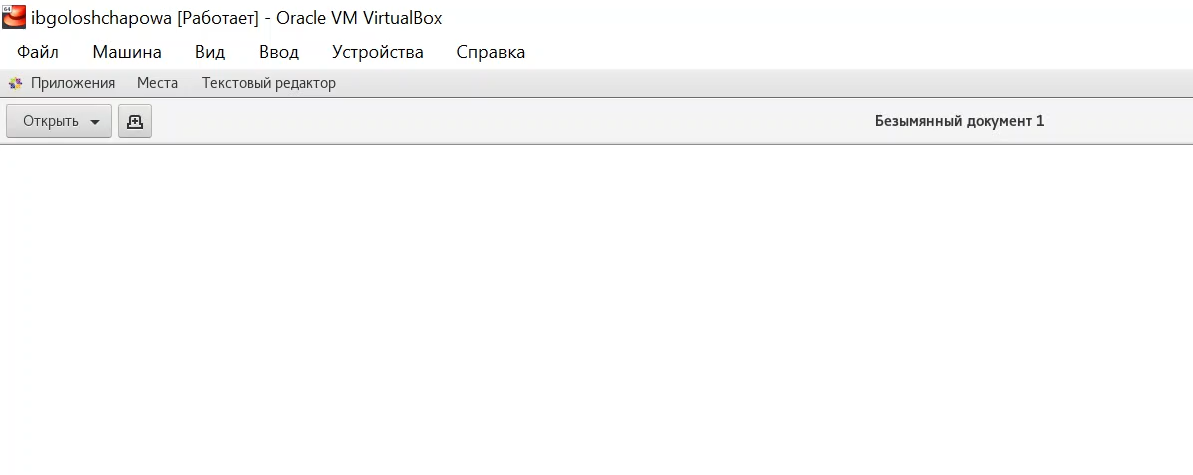 ibgoloshchapowa [Работает] - Oracle VM VirtualBox
Файл Машина Вид Ввод Устройства Справка
Приложения Места Текстовый редактор
Открыть Безымянный документ 1